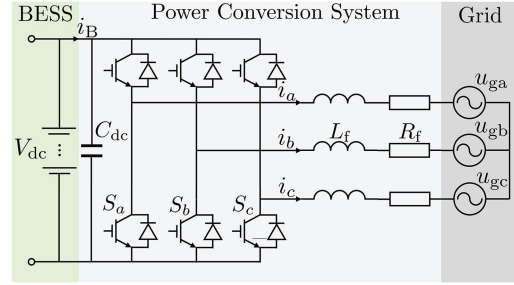 BESS Power Conversion System Grid
i_B
u_ga
i_a
V_dc C_dc L_f R_f u_gb
i_b
u_gc
i_c
S_a S_b S_c